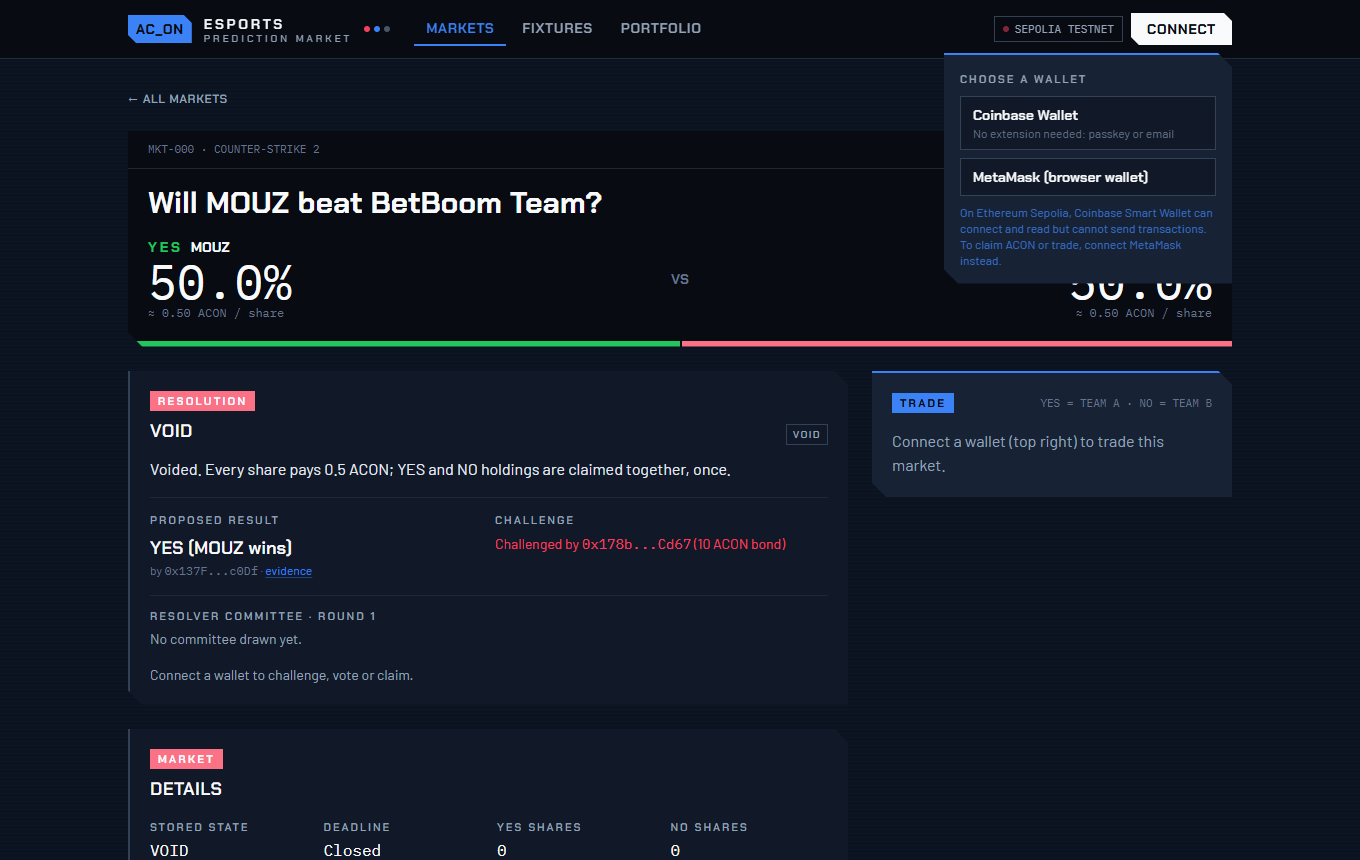 AC_ON
ESPORTS
PREDICTION MARKET
MARKETS
FIXTURES
PORTFOLIO
SEPOLIA TESTNET
CONNECT
CHOOSE A WALLET
Coinbase Wallet
No extension needed: passkey or email
MetaMask (browser wallet)
On Ethereum Sepolia, Coinbase Smart Wallet can
connect and read but cannot send transactions.
To claim ACON or trade, connect MetaMask
instead.
← ALL MARKETS
MKT-000 · COUNTER-STRIKE 2
Will MOUZ beat BetBoom Team?
YES MOUZ
50.0%
≈ 0.50 ACON / share
VS
50.0%
≈ 0.50 ACON / share
RESOLUTION
VOID
VOID
Voided. Every share pays 0.5 ACON; YES and NO holdings are claimed together, once.
PROPOSED RESULT
YES (MOUZ wins)
by 0x137F...c0Df · evidence
CHALLENGE
Challenged by 0x178b...Cd67 (10 ACON bond)
RESOLVER COMMITTEE · ROUND 1
No committee drawn yet.
Connect a wallet to challenge, vote or claim.
TRADE
YES = TEAM A · NO = TEAM B
Connect a wallet (top right) to trade this
market.
MARKET
DETAILS
STORED STATE
VOID
DEADLINE
Closed
YES SHARES
0
NO SHARES
0